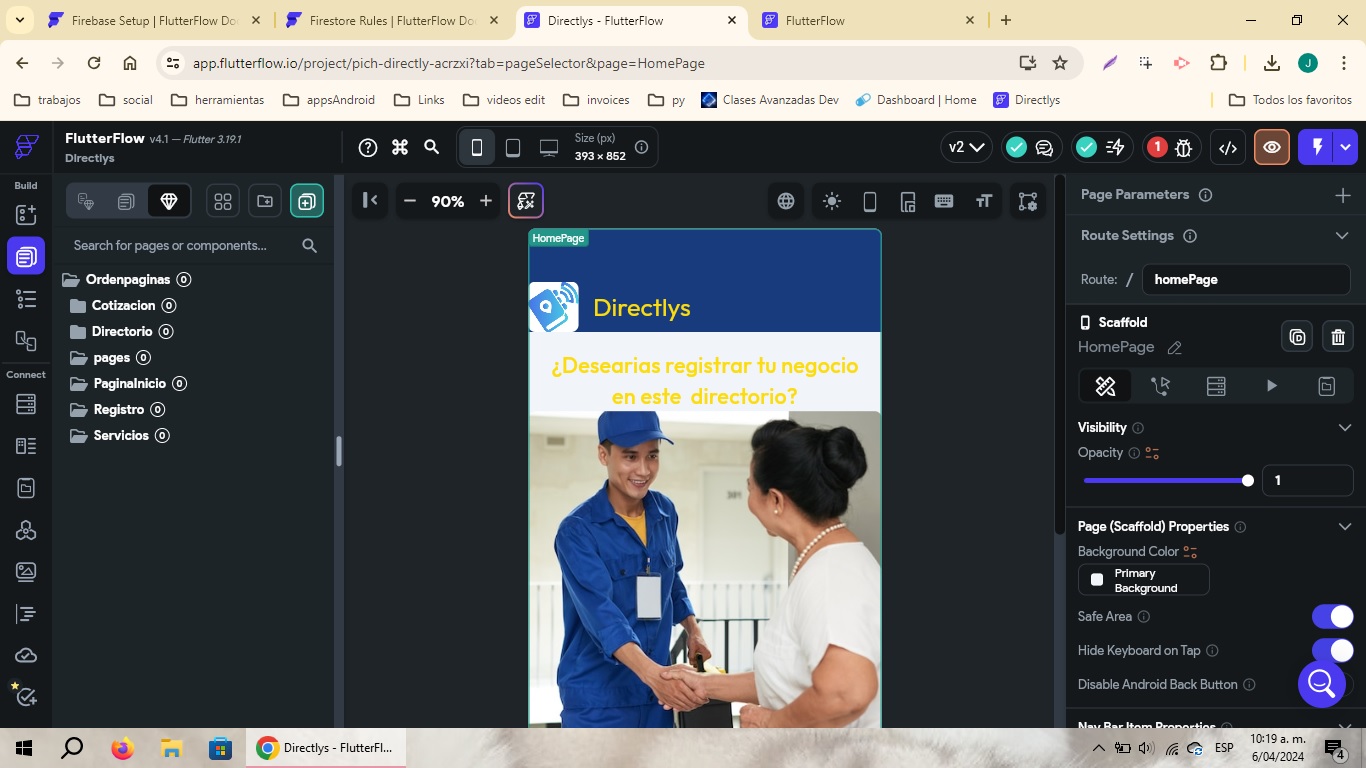 Firebase Setup | FlutterFlow Do
Firestore Rules | FlutterFlow Do
Directlys - FlutterFlow
FlutterFlow
app.flutterflow.io/project/pich-directly-acrzxi?tab=pageSelector&page=HomePage
J
trabajos
social
herramientas
appsAndroid
Links
videos edit
invoices
py
Clases Avanzadas Dev
Dashboard | Home
Directlys
Todos los favoritos
FlutterFlow v4.1 — Flutter 3.19.1
Directlys
Size (px)
393 × 852
v2
1
Build
90%
Page Parameters
Search for pages or components...
HomePage
Route Settings
Ordenpaginas 0
Cotizacion 0
Directorio 0
pages 0
PaginaInicio 0
Registro 0
Servicios 0
Connect
Directlys
¿Desearias registrar tu negocio
en este directorio?
301
Route: / homePage
Scaffold
HomePage
Visibility
Opacity
1
Page (Scaffold) Properties
Background Color
Primary
Background
Safe Area
Hide Keyboard on Tap
Disable Android Back Button
Nav Bar Item Properties
Directlys - FlutterFl...
ESP
10:19 a. m.
6/04/2024
4